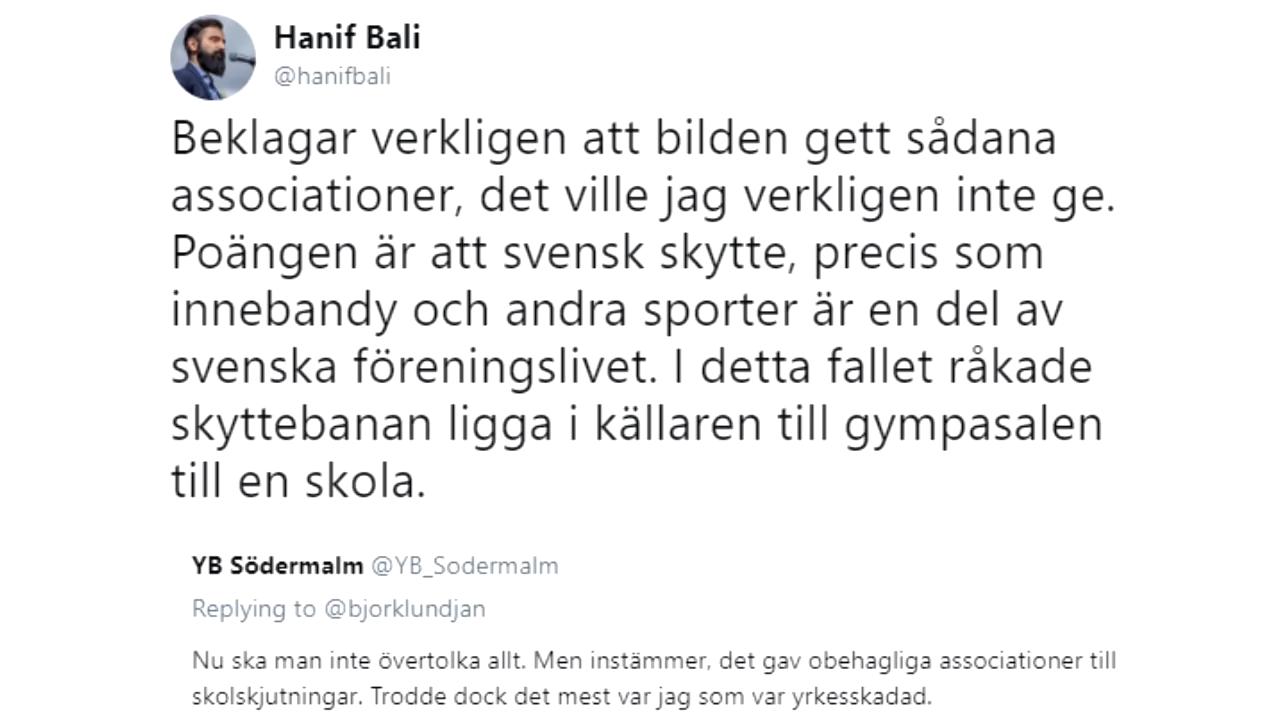 Hanif Bali
@hanifbali
Beklagar verkligen att bilden gett sådana
associationer, det ville jag verkligen inte ge.
Poängen är att svensk skytte, precis som
innebandy och andra sporter är en del av
svenska föreningslivet. I detta fallet råkade
skyttebanan ligga i källaren till gympasalen
till en skola.
YB Södermalm @YB_Sodermalm
Replying to @bjorklundjan
Nu ska man inte övertolka allt. Men instämmer, det gav obehagliga associationer till
skolskjutningar. Trodde dock det mest var jag som var yrkesskadad.